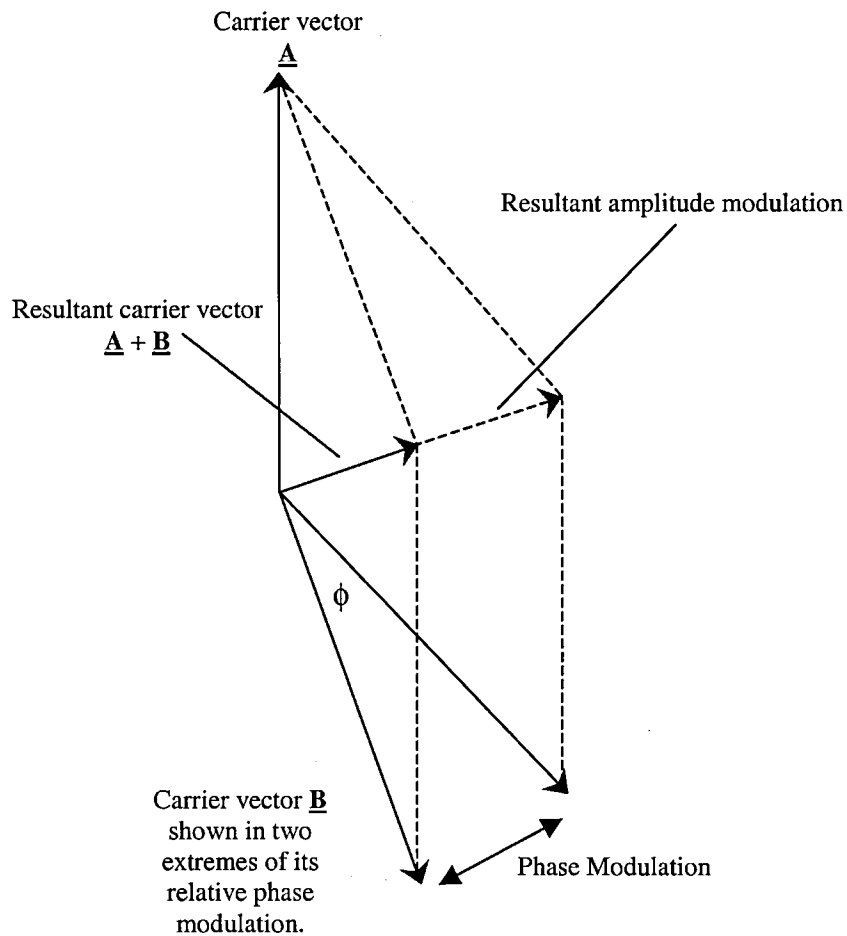 Carrier vector
A
Resultant amplitude modulation
Resultant carrier vector
A + B
ϕ
Carrier vector B
shown in two
extremes of its
relative phase
modulation.
Phase Modulation